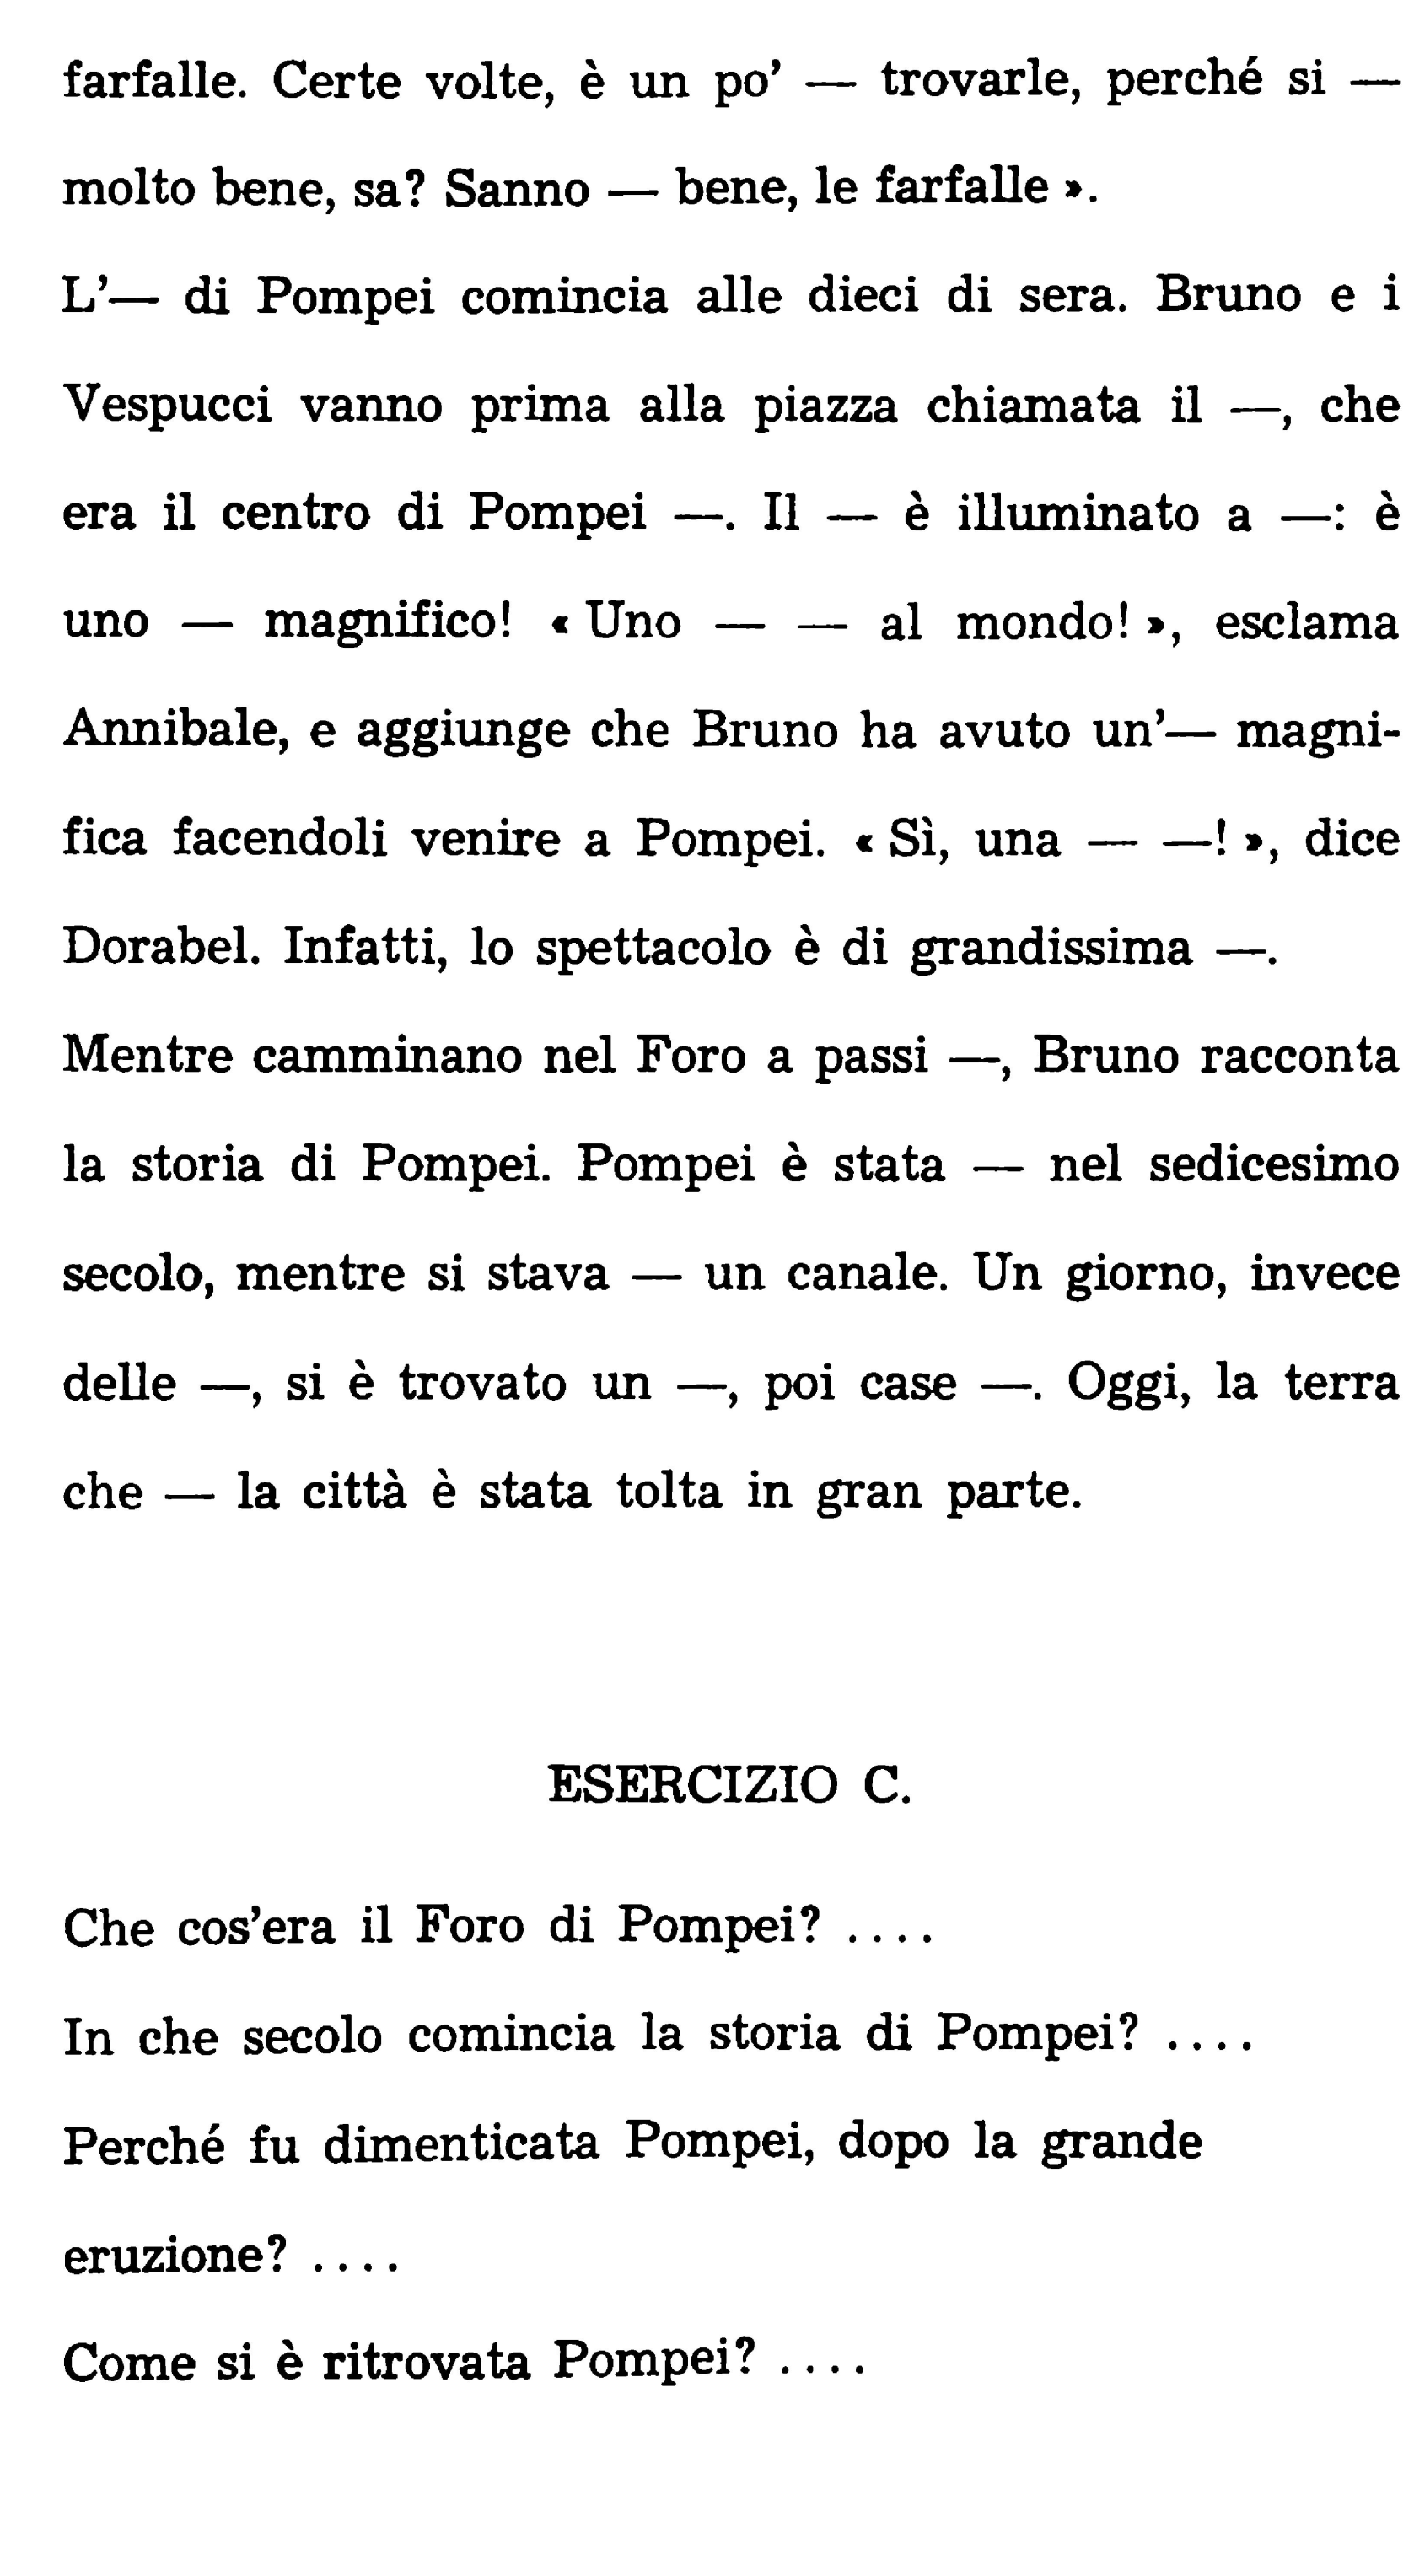 farfalle. Certe volte, è un po’ — trovarle, perché si —
molto bene, sa? Sanno — bene, le farfalle ».
L’— di Pompei comincia alle dieci di sera. Bruno e i
Vespucci vanno prima alla piazza chiamata il —, che
era il centro di Pompei —. Il — è illuminato a —: è
uno — magnifico! « Uno — — al mondo! », esclama
Annibale, e aggiunge che Bruno ha avuto un’— magni-
fica facendoli venire a Pompei. « Sì, una — —! », dice
Dorabel. Infatti, lo spettacolo è di grandissima —.
Mentre camminano nel Foro a passi —, Bruno racconta
la storia di Pompei. Pompei è stata — nel sedicesimo
secolo, mentre si stava — un canale. Un giorno, invece
delle —, si è trovato un —, poi case —. Oggi, la terra
che — la città è stata tolta in gran parte.
ESERCIZIO C.
Che cos’era il Foro di Pompei? ....
In che secolo comincia la storia di Pompei? ....
Perché fu dimenticata Pompei, dopo la grande
eruzione? ....
Come si è ritrovata Pompei? ....